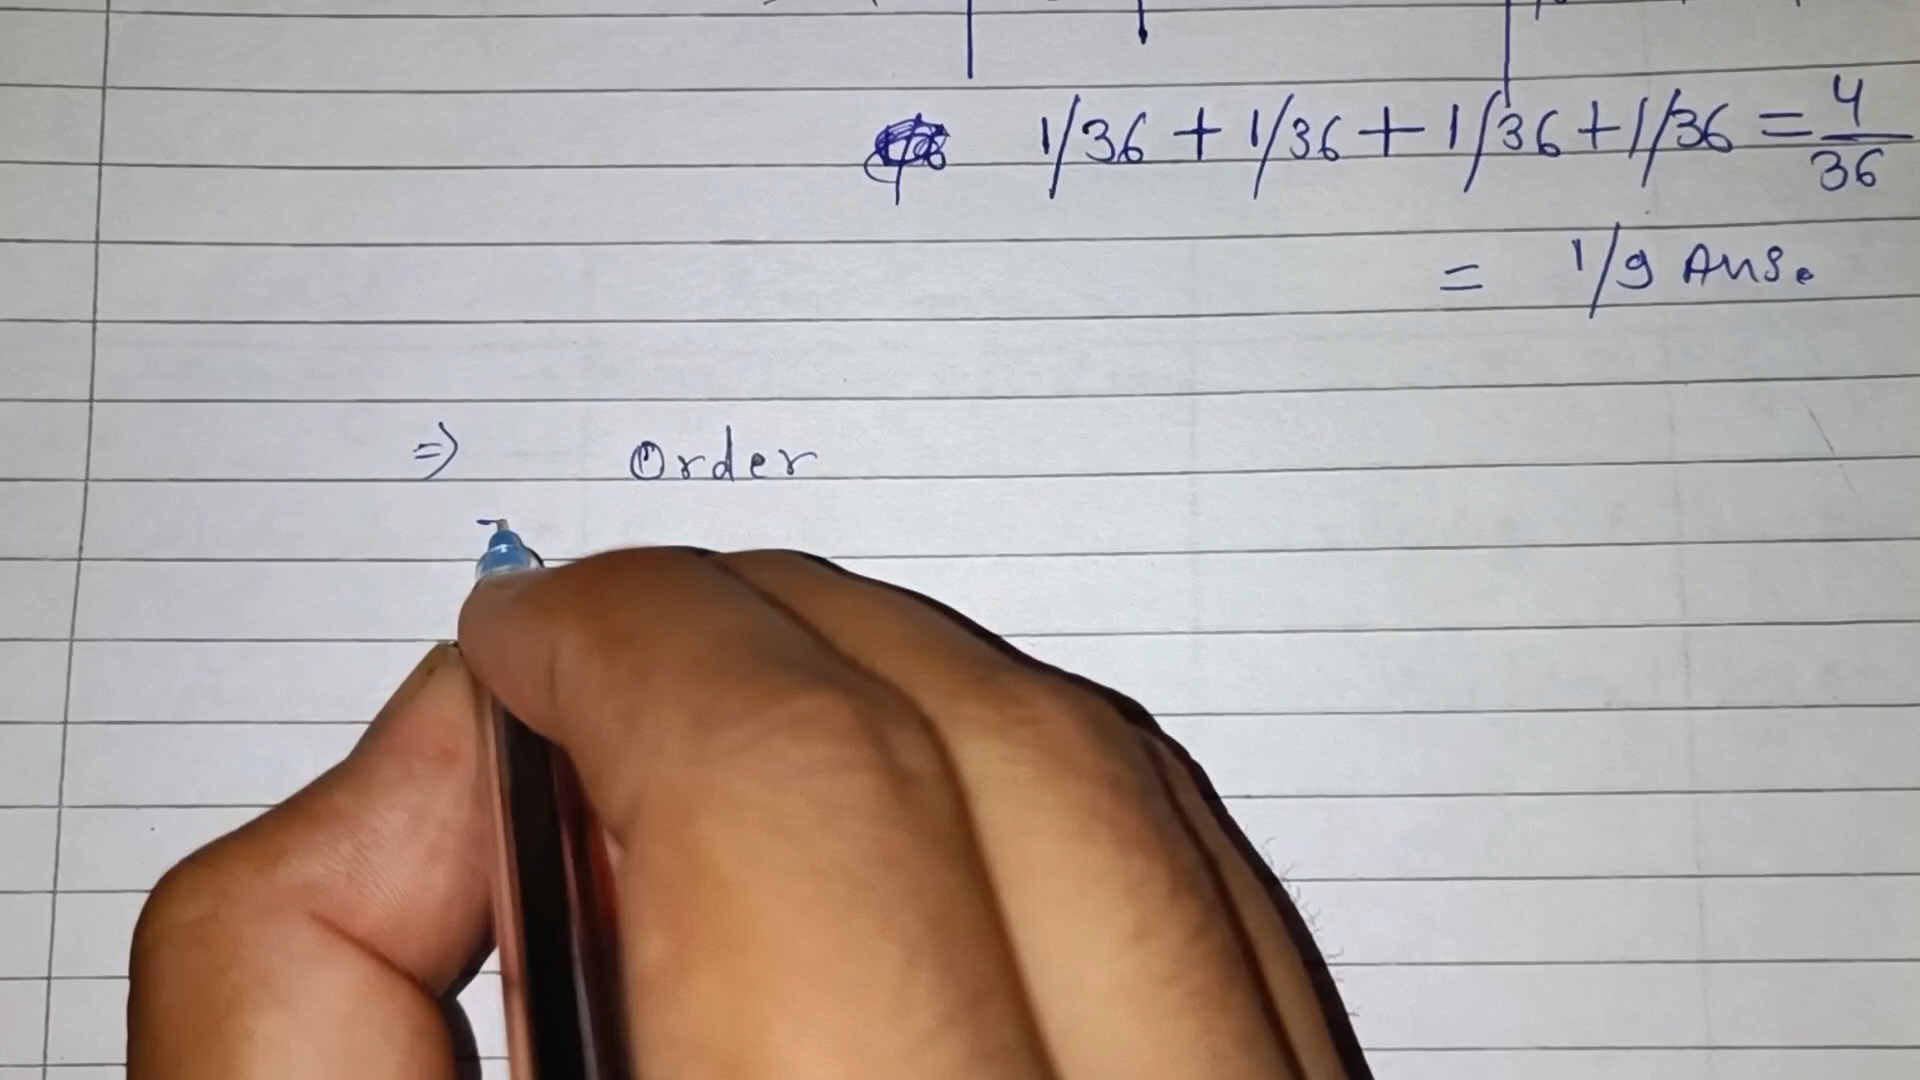 1/36 + 1/36 + 1/36 + 1/36 = 4/36
= 1/9 Ans.
⇒ Order